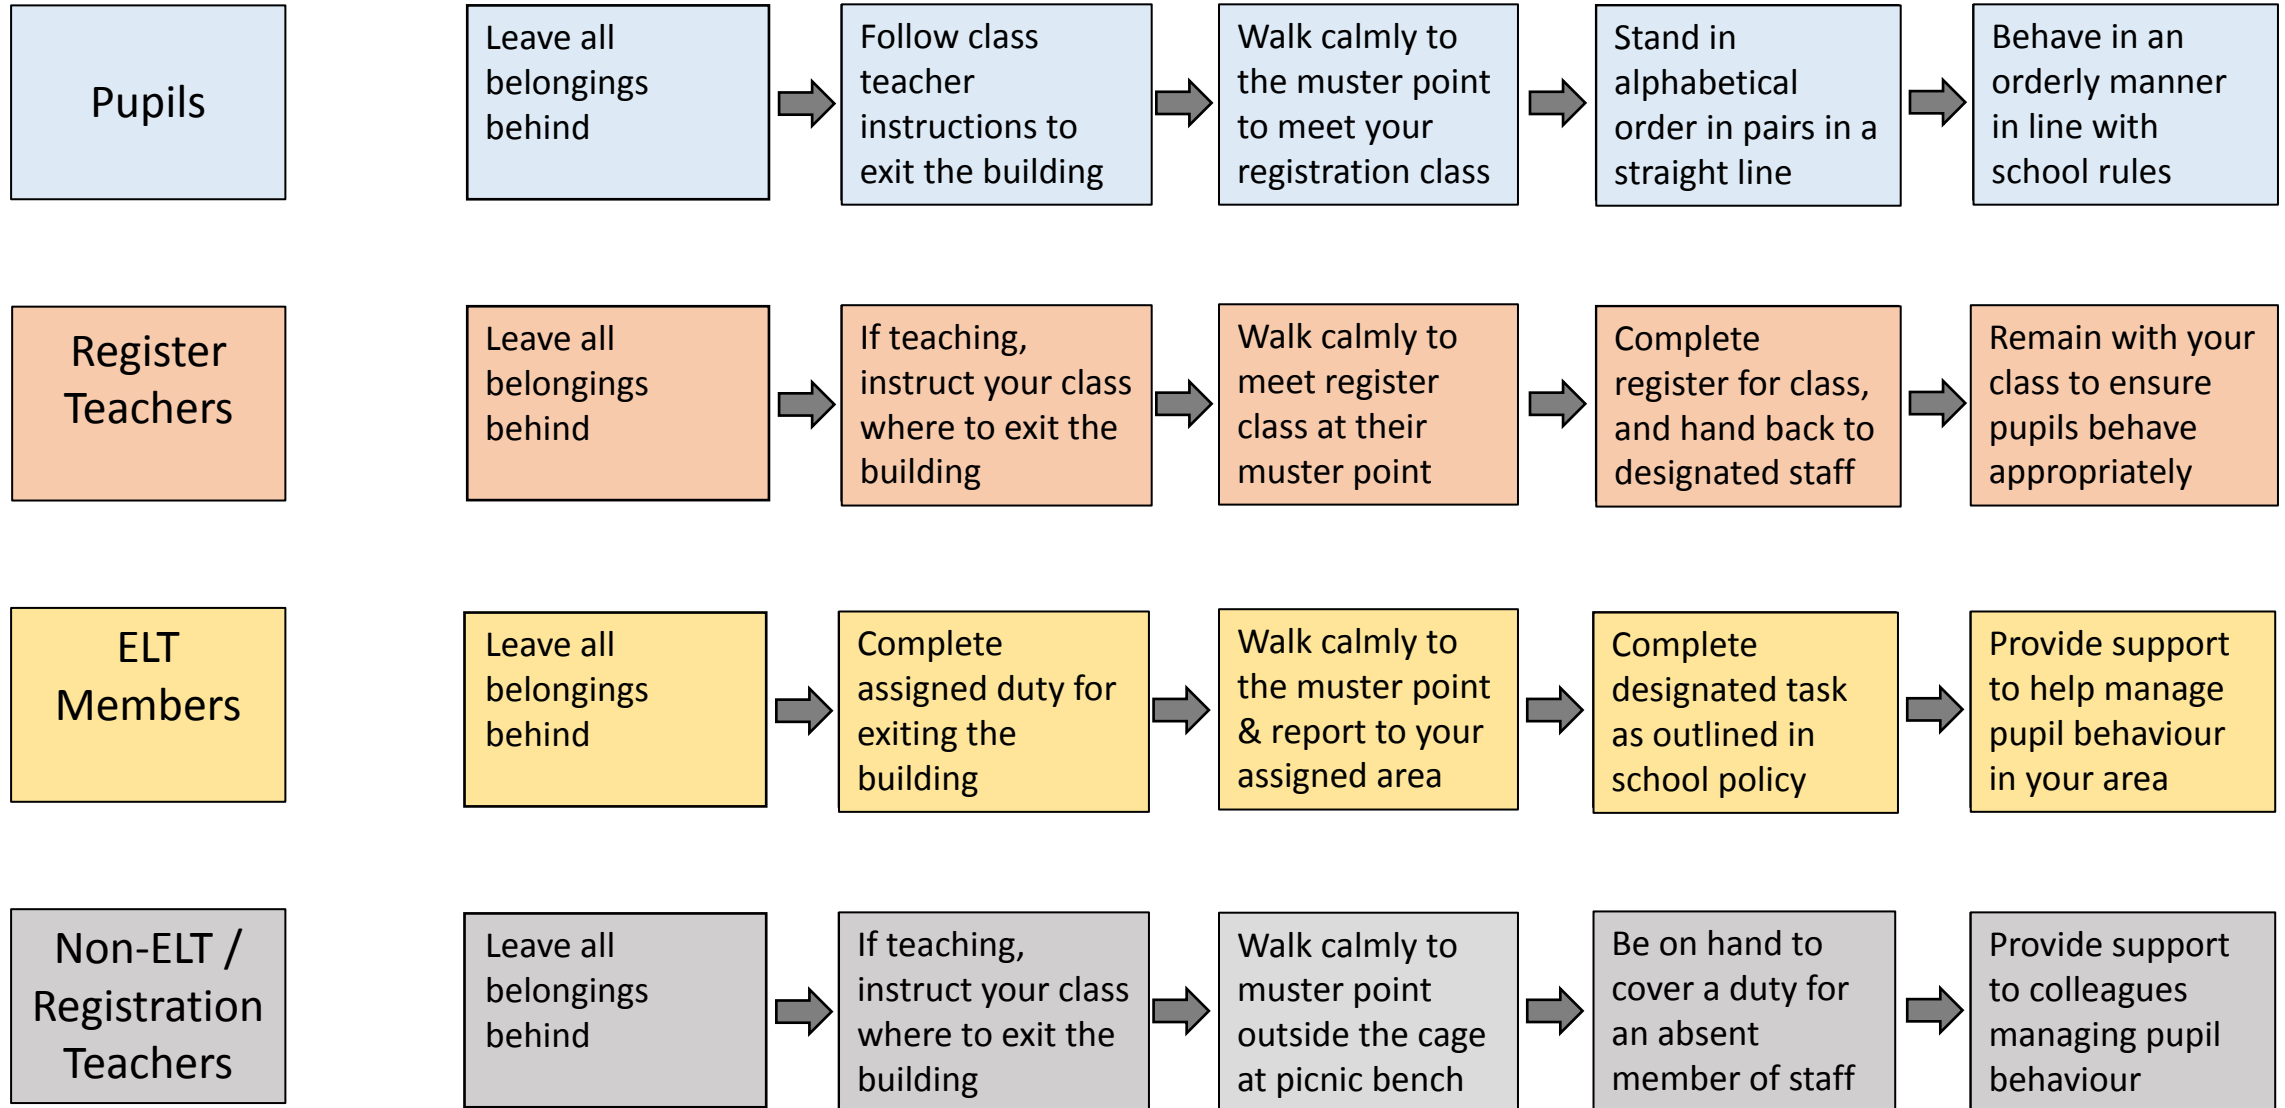 Pupils
Leave all
belongings
behind
Follow class
teacher
instructions to
exit the building
Walk calmly to
the muster point
to meet your
registration class
Stand in
alphabetical
order in pairs in a
straight line
Behave in an
orderly manner
in line with
school rules
Register
Teachers
Leave all
belongings
behind
If teaching,
instruct your class
where to exit the
building
Walk calmly to
meet register
class at their
muster point
Complete
register for class,
and hand back to
designated staff
Remain with your
class to ensure
pupils behave
appropriately
ELT
Members
Leave all
belongings
behind
Complete
assigned duty for
exiting the
building
Walk calmly to
the muster point
& report to your
assigned area
Complete
designated task
as outlined in
school policy
Provide support
to help manage
pupil behaviour
in your area
Non-ELT /
Registration
Teachers
Leave all
belongings
behind
If teaching,
instruct your class
where to exit the
building
Walk calmly to
muster point
outside the cage
at picnic bench
Be on hand to
cover a duty for
an absent
member of staff
Provide support
to colleagues
managing pupil
behaviour